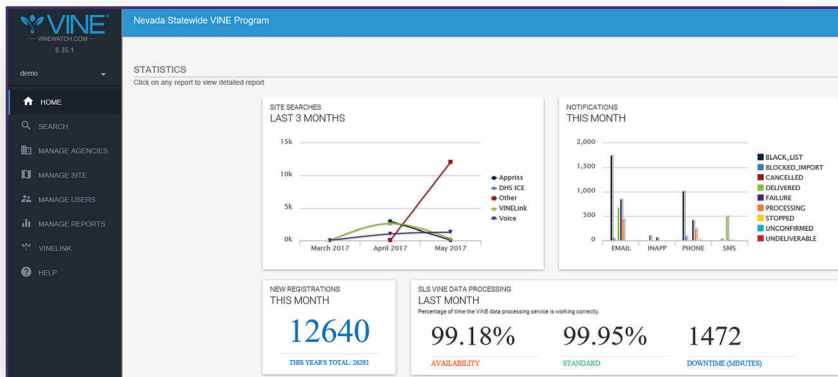 VINE
VINEWATCH.COM
0.35.1
demo
HOME
SEARCH
MANAGE AGENCIES
MANAGE SITE
MANAGE USERS
MANAGE REPORTS
VINELINK
HELP
Nevada Statewide VINE Program
STATISTICS
Click on any report to view detailed report
SITE SEARCHES
LAST 3 MONTHS
15k
10k
5k
0k
March 2017 April 2017 May 2017
Appriss
DHS ICE
Other
VINELink
Voice
NOTIFICATIONS
THIS MONTH
2,000
1,500
1,000
500
0
EMAIL INAPP PHONE SMS
BLACK_LIST
BLOCKED_IMPORT
CANCELLED
DELIVERED
FAILURE
PROCESSING
STOPPED
UNCONFIRMED
UNDELIVERABLE
NEW REGISTRATIONS
THIS MONTH
12640
THIS YEAR'S TOTAL: 26292
SLS VINE DATA PROCESSING
LAST MONTH
Percentage of time the VINE data processing service is working correctly.
99.18% 99.95% 1472
AVAILABILITY STANDARD DOWNTIME (MINUTES)